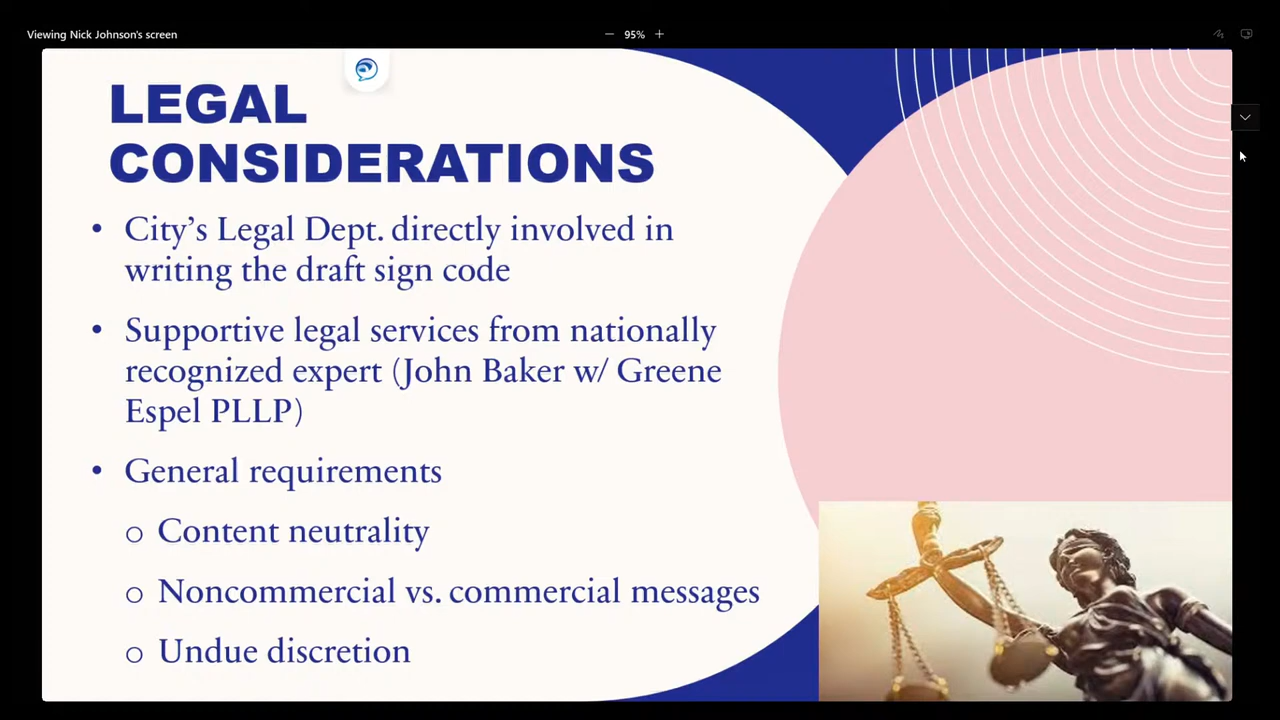 Viewing Nick Johnson's screen
— 95% +
LEGAL
CONSIDERATIONS
• City’s Legal Dept. directly involved in
writing the draft sign code
• Supportive legal services from nationally
recognized expert (John Baker w/ Greene
Espel PLLP)
• General requirements
o Content neutrality
o Noncommercial vs. commercial messages
o Undue discretion